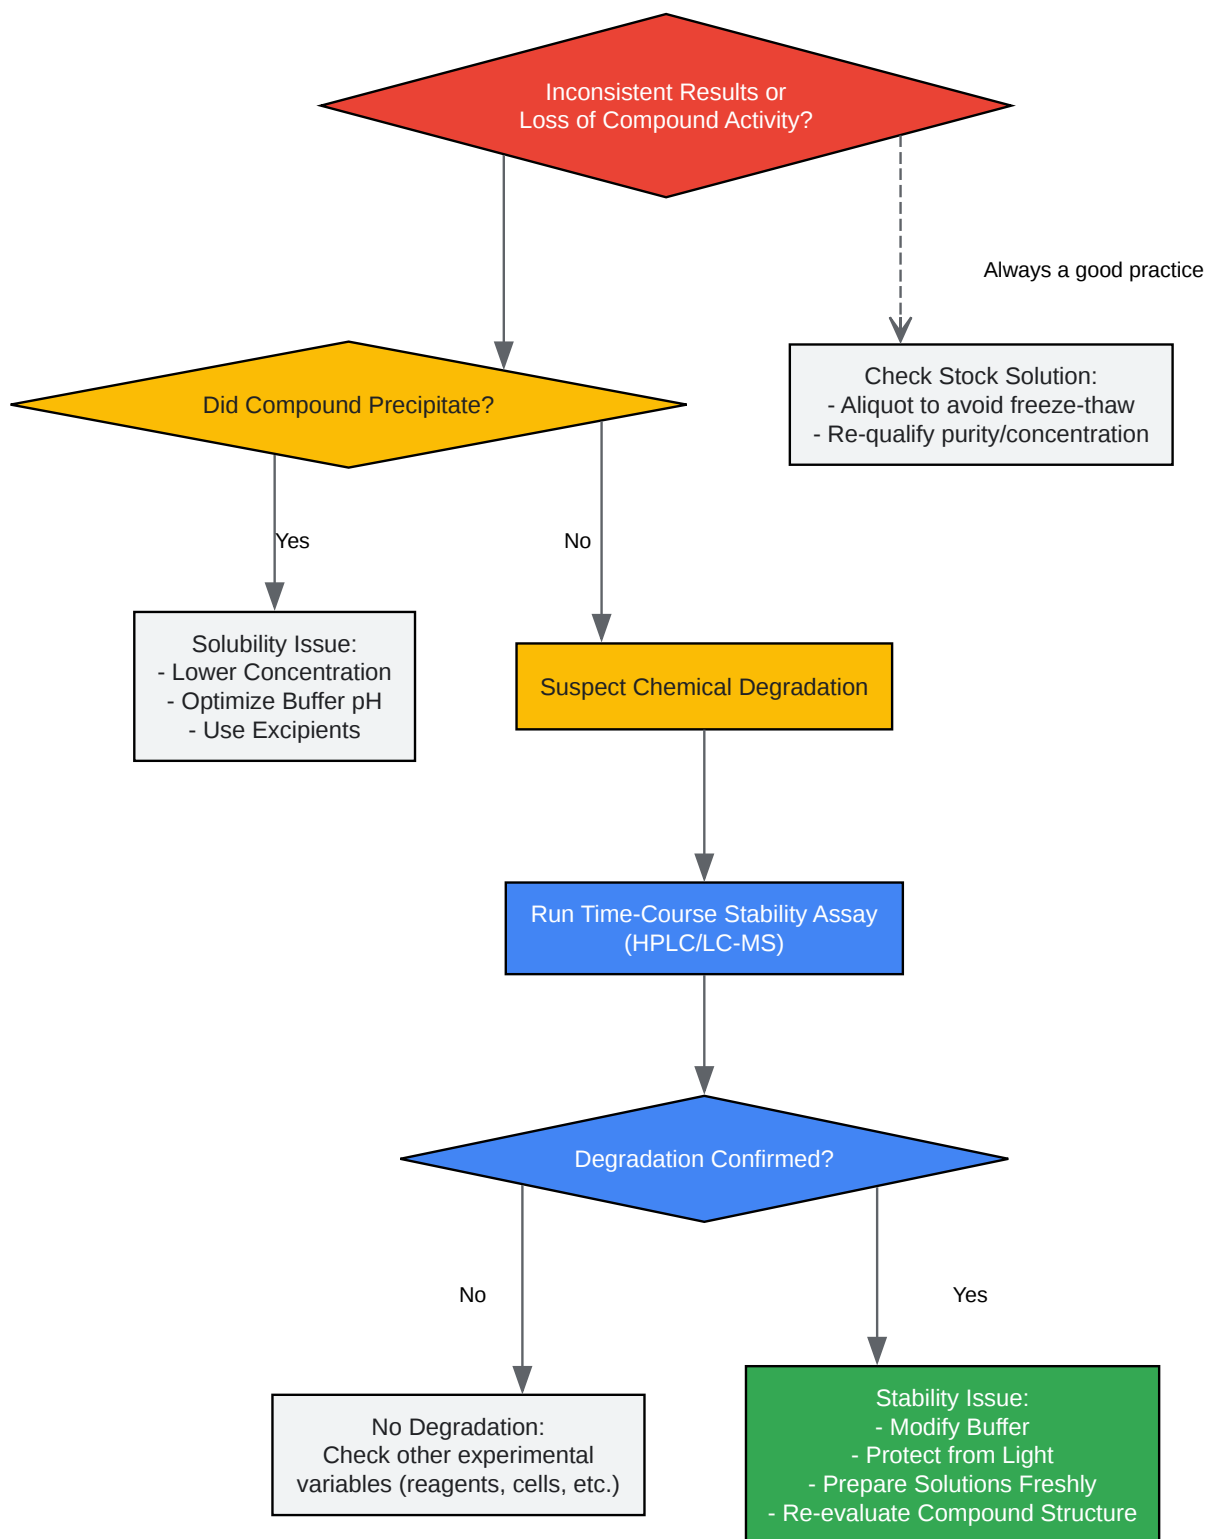 Inconsistent Results or
Loss of Compound Activity?
Always a good practice
Check Stock Solution:
- Aliquot to avoid freeze-thaw
- Re-qualify purity/concentration
Did Compound Precipitate?
Yes
No
Solubility Issue:
- Lower Concentration
- Optimize Buffer pH
- Use Excipients
Suspect Chemical Degradation
Run Time-Course Stability Assay
(HPLC/LC-MS)
Degradation Confirmed?
No
Yes
No Degradation:
Check other experimental
variables (reagents, cells, etc.)
Stability Issue:
- Modify Buffer
- Protect from Light
- Prepare Solutions Freshly
- Re-evaluate Compound Structure